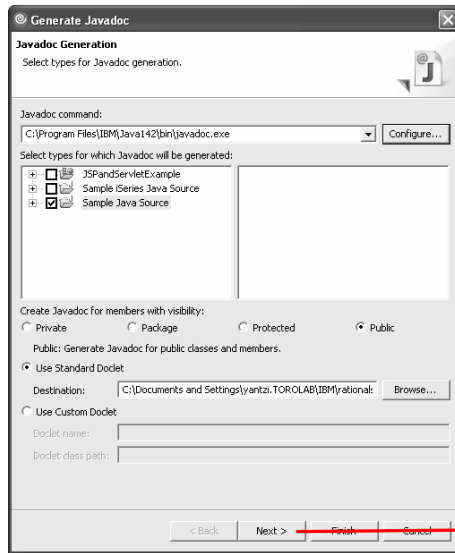 Generate Javadoc
Javadoc Generation
Select types for Javadoc generation.
Javadoc command:
C:\Program Files\IBM\Java142\bin\javadoc.exe
Configure...
Select types for which Javadoc will be generated:
JSPandServletExample
Sample iSeries Java Source
Sample Java Source
Create Javadoc for members with visibility:
Private Package Protected Public
Public: Generate Javadoc for public classes and members.
Use Standard Doclet
Destination: C:\Documents and Settings\yantzi.TOROLAB\IBM\rationals Browse...
Use Custom Doclet
Doclet name:
Doclet class path:
< Back Next > Finish Cancel